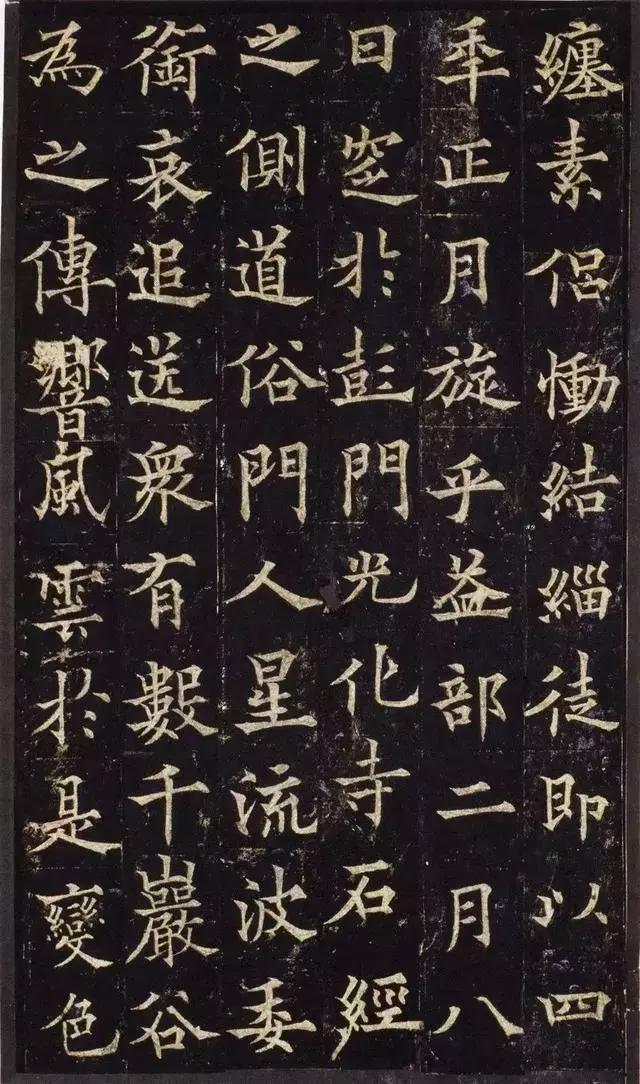 纏素侶慟結緇徒即以四
年正月旋乎益部二月八
日窆於彭門光化寺石經
之側道俗門人星流波委
銜哀追送衆有數千巖谷
為之傳響風雲於是變色